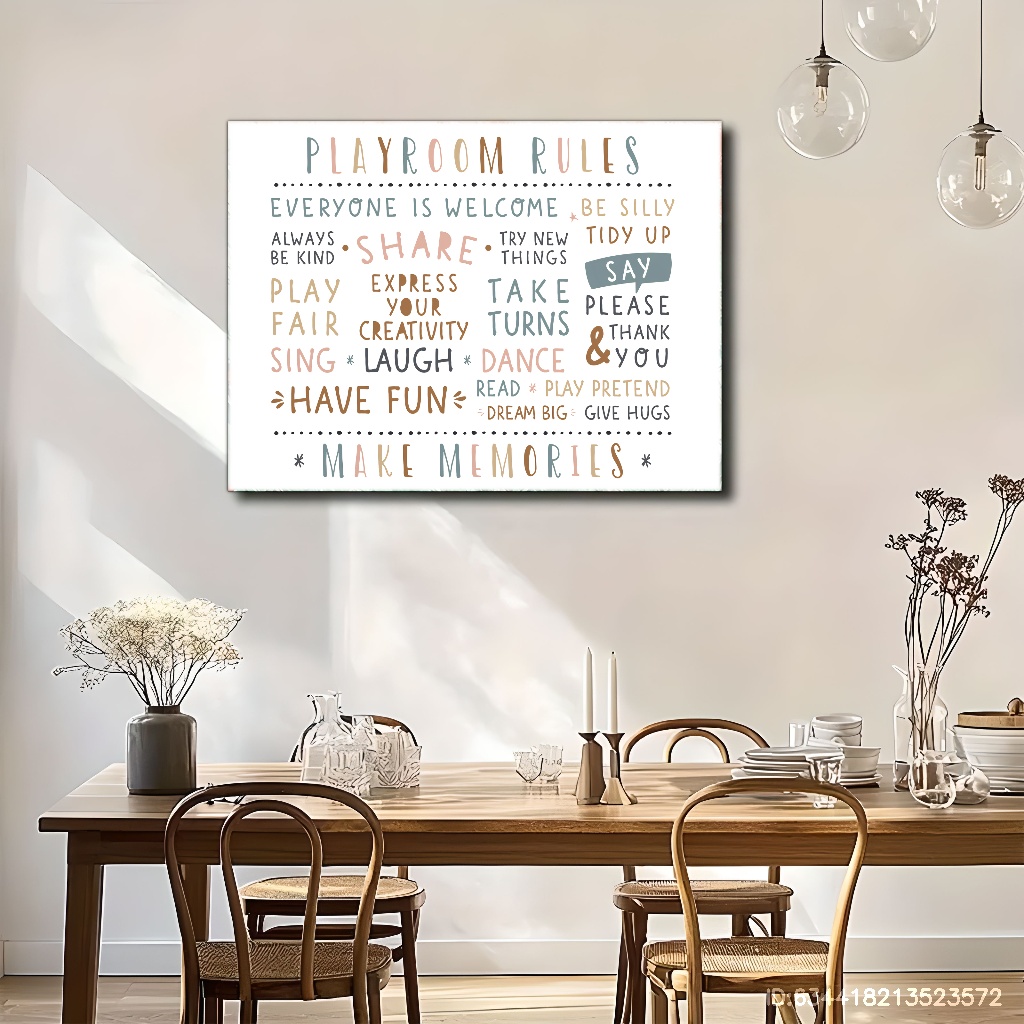 PLAYROOM RULES
EVERYONE IS WELCOME
BE SILLY
ALWAYS
BE KIND
SHARE
TRY NEW
THINGS
TIDY UP
PLAY
FAIR
EXPRESS
YOUR
CREATIVITY
TAKE
TURNS
SAY
PLEASE
& THANK
YOU
SING * LAUGH * DANCE
HAVE FUN
READ * PLAY PRETEND
DREAM BIG GIVE HUGS
* MAKE MEMORIES *
ID:634418213523572